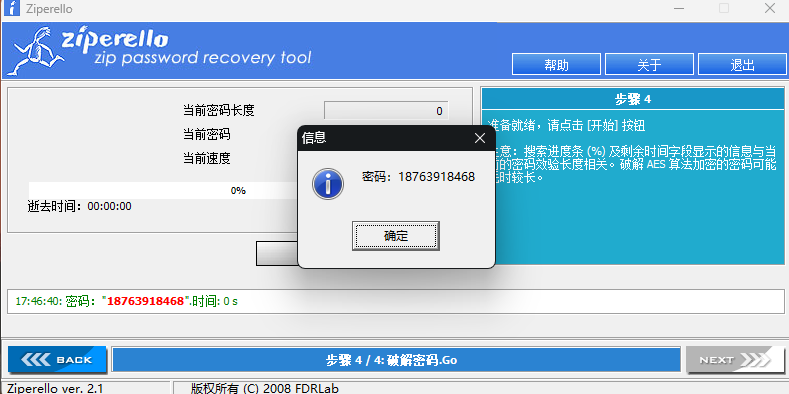 Ziperello
ziperello
zip password recovery tool
帮助 关于 退出
当前密码长度 0
当前密码
当前速度
0%
逝去时间: 00:00:00
步骤 4
准备就绪，请点击 [开始] 按钮
意：搜索进度条 (%) 及剩余时间字段显示的信息与当
的密码效验长度相关。破解 AES 算法加密的密码可能
时较长。
信息
密码：18763918468
确定
17:46:40: 密码："18763918468".时间: 0 s
BACK
步骤 4 / 4: 破解密码.Go
NEXT
Ziperello ver. 2.1
版权所有 (C) 2008 FDRLab